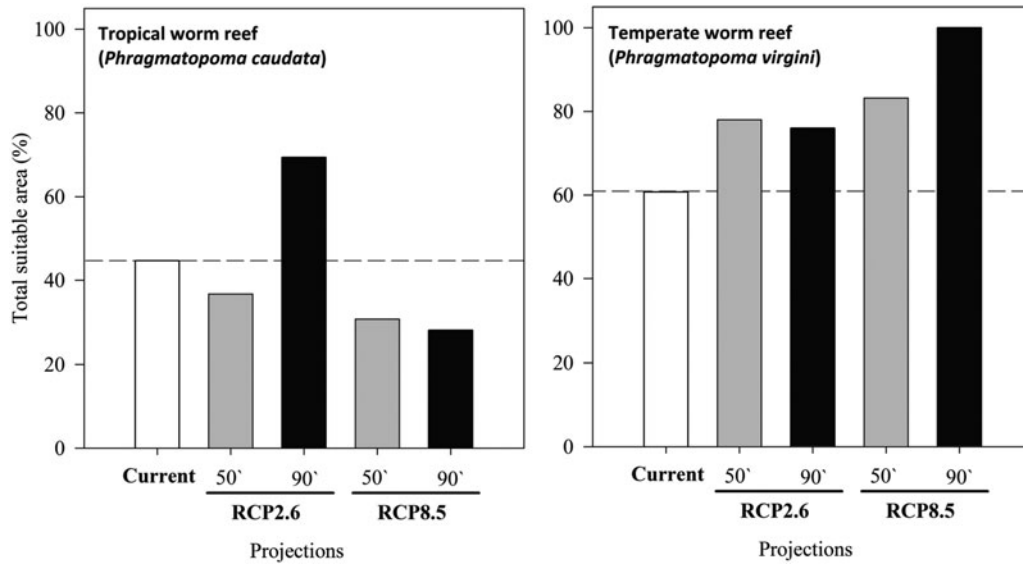 Tropical worm reef
(Phragmatopoma caudata)
Total suitable area (%)
100
80
60
40
20
0
Current
50` 90` 50` 90`
RCP2.6 RCP8.5
Projections
Temperate worm reef
(Phragmatopoma virgini)
100
80
60
40
20
0
Current
50` 90` 50` 90`
RCP2.6 RCP8.5
Projections